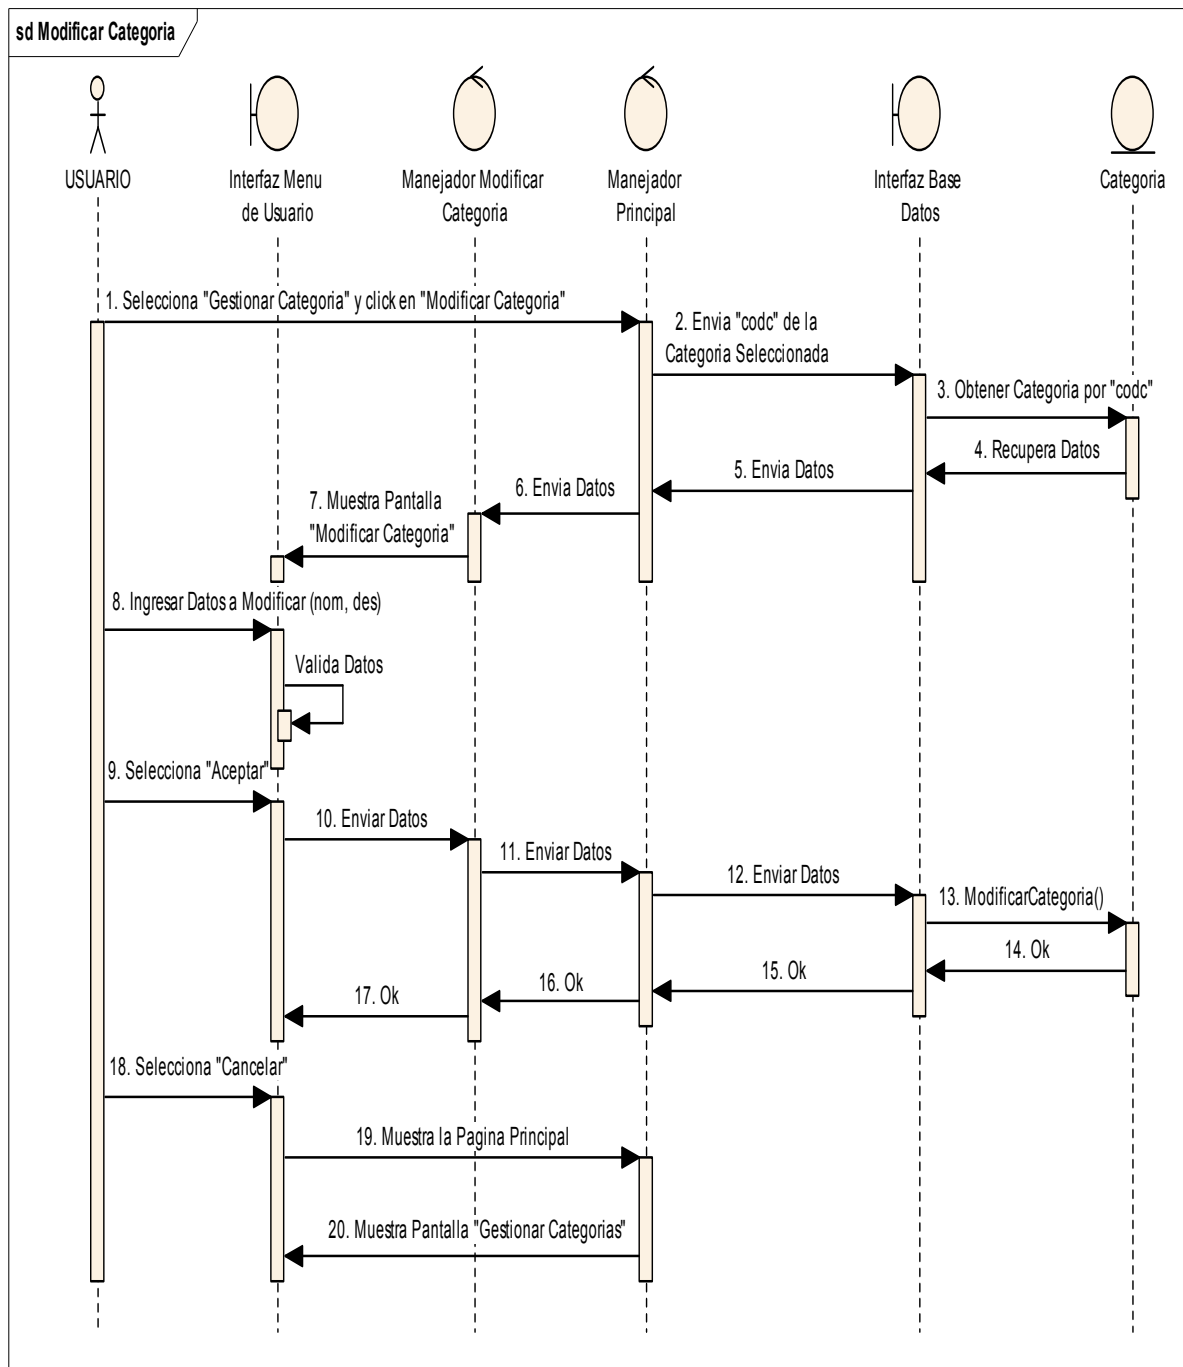 sd Modificar Categoria
USUARIO
Interfaz Menu
de Usuario
Manejador Modificar
Categoria
Manejador
Principal
Interfaz Base
Datos
Categoria
1. Selecciona "Gestionar Categoria" y click en "Modificar Categoria"
2. Envia "codc" de la
Categoria Seleccionada
3. Obtener Categoria por "codc"
4. Recupera Datos
5. Envia Datos
6. Envia Datos
7. Muestra Pantalla
"Modificar Categoria"
8. Ingresar Datos a Modificar (nom, des)
Valida Datos
9. Selecciona "Aceptar"
10. Enviar Datos
11. Enviar Datos
12. Enviar Datos
13. ModificarCategoria()
14. Ok
15. Ok
16. Ok
17. Ok
18. Selecciona "Cancelar"
19. Muestra la Pagina Principal
20. Muestra Pantalla "Gestionar Categorias"